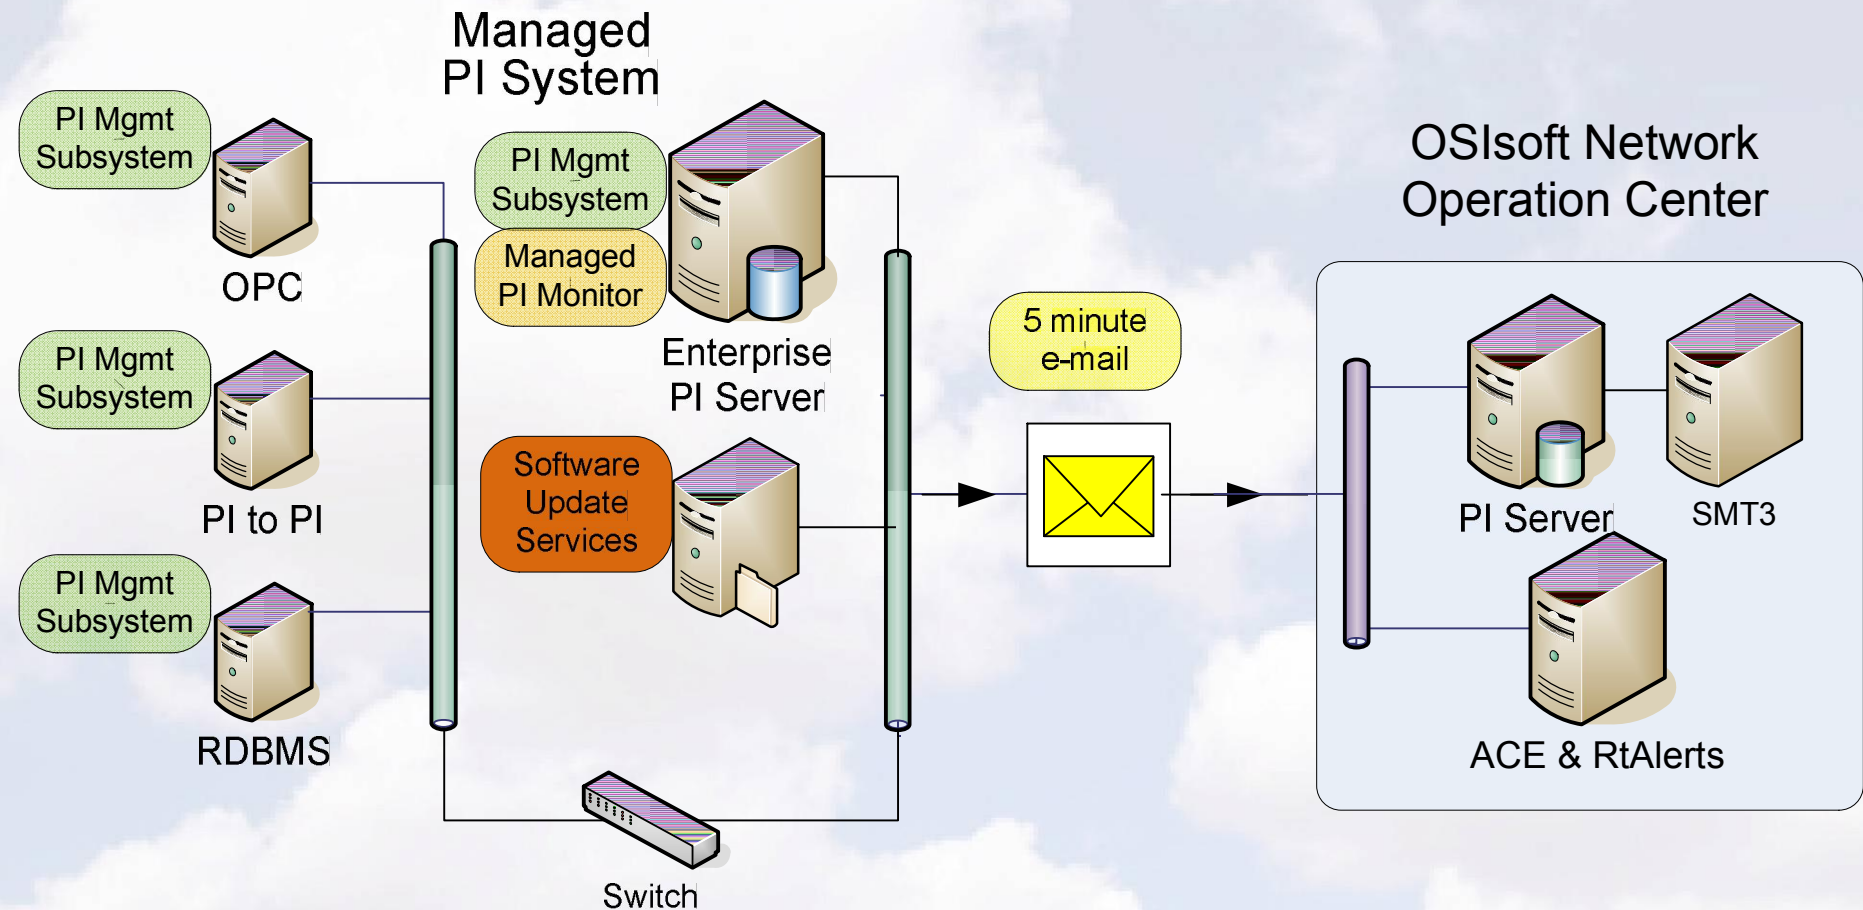 Managed
PI System
PI Mgmt
Subsystem
OPC
PI Mgmt
Subsystem
PI to PI
PI Mgmt
Subsystem
RDBMS
PI Mgmt
Subsystem
Managed
PI Monitor
Enterprise
PI Server
Software
Update
Services
Switch
5 minute
e-mail
OSIsoft Network
Operation Center
PI Server
SMT3
ACE & RtAlerts